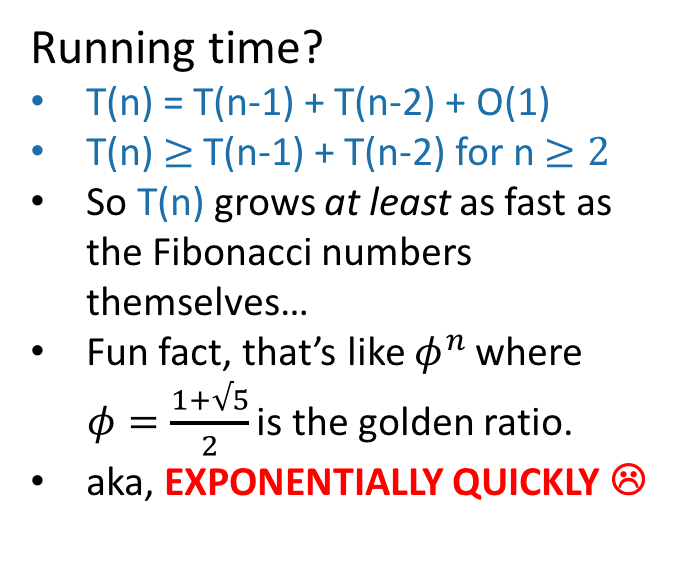 Running time?
• T(n) = T(n-1) + T(n-2) + O(1)
• T(n) ≥ T(n-1) + T(n-2) for n ≥ 2
• So T(n) grows at least as fast as
the Fibonacci numbers
themselves…
• Fun fact, that’s like ϕⁿ where
ϕ = (1+√5)/2 is the golden ratio.
• aka, EXPONENTIALLY QUICKLY ☹